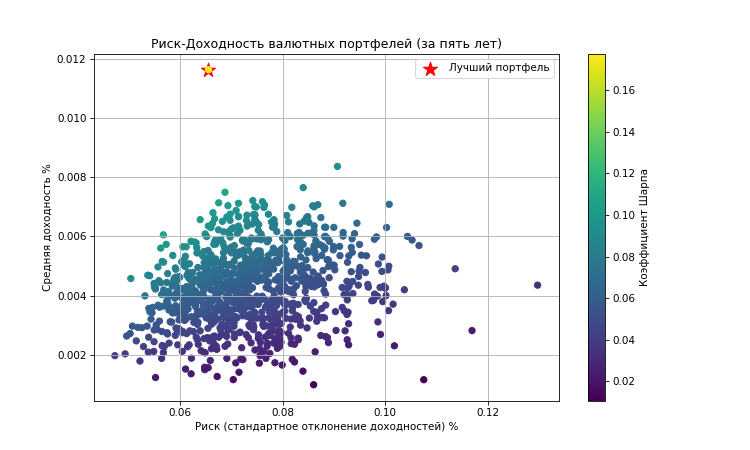 Риск-Доходность валютных портфелей (за пять лет)
Лучший портфель
Средняя доходность %
0.012
0.010
0.008
0.006
0.004
0.002
0.06 0.08 0.10 0.12
Риск (стандартное отклонение доходностей) %
0.16
0.14
0.12
0.10
0.08
0.06
0.04
0.02
Коэффициент Шарпа